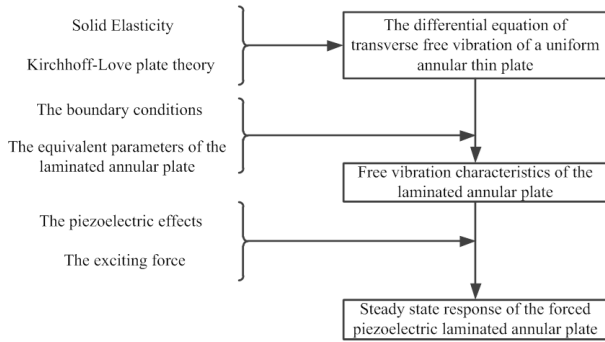 Solid Elasticity
Kirchhoff-Love plate theory
The differential equation of
transverse free vibration of a uniform
annular thin plate
The boundary conditions
The equivalent parameters of the
laminated annular plate
Free vibration characteristics of the
laminated annular plate
The piezoelectric effects
The exciting force
Steady state response of the forced
piezoelectric laminated annular plate